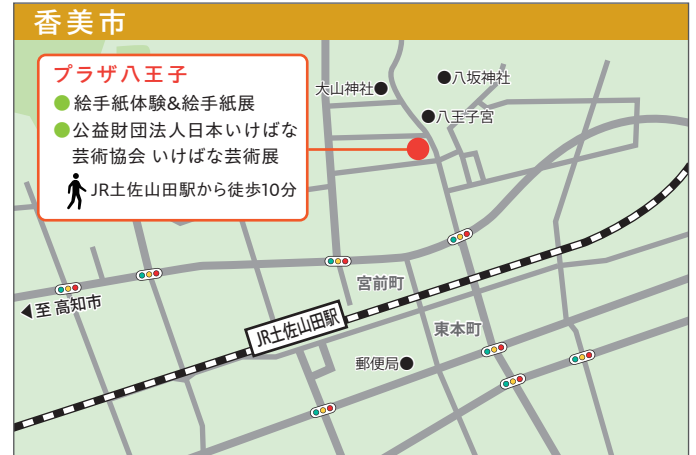 香美市
プラザ八王子
●絵手紙体験&絵手紙展
●公益財団法人日本いけばな
芸術協会 いけばな芸術展
JR土佐山田駅から徒歩10分
大山神社●
●八坂神社
●八王子宮
宮前町
◀至 高知市
JR土佐山田駅
東本町
郵便局●